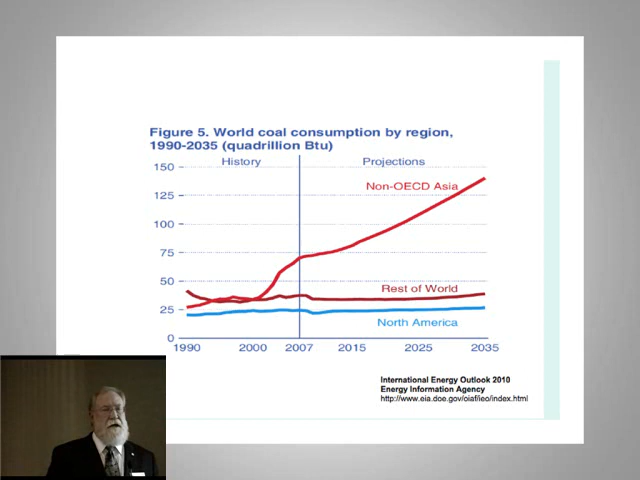 Figure 5. World coal consumption by region,
1990-2035 (quadrillion Btu)
History
Projections
150
Non-OECD Asia
125
100
75
50
Rest of World
25
North America
0
1990
2000
2007
2015
2025
2035
International Energy Outlook 2010
Energy Information Agency
http://www.eia.doe.gov/oiaf/ieo/index.html